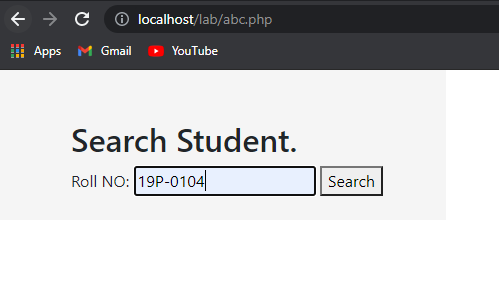 localhost/lab/abc.php
Apps Gmail YouTube
Search Student.
Roll NO: 19P-0104 Search